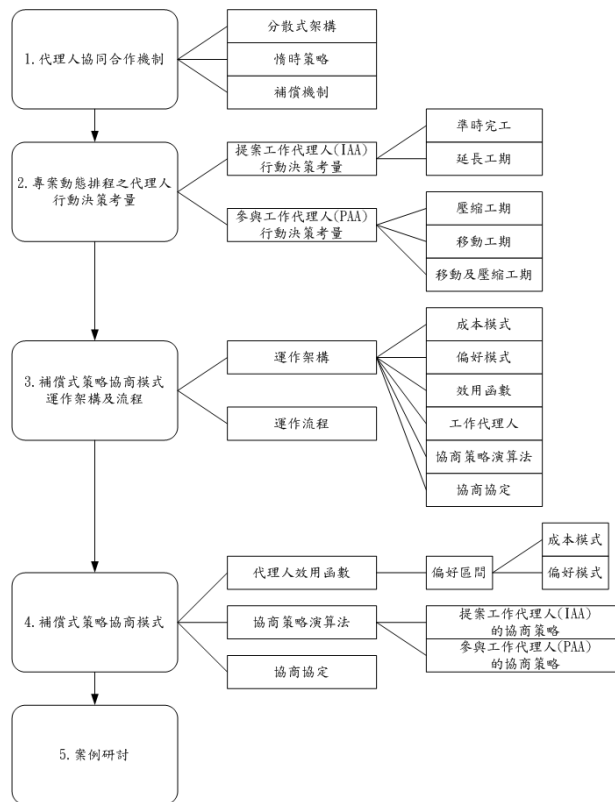 1.代理人協同合作機制
分散式架構
惰時策略
補償機制
2.專案動態排程之代理人
行動決策考量
提案工作代理人(IAA)
行動決策考量
準時完工
延長工期
參與工作代理人(PAA)
行動決策考量
壓縮工期
移動工期
移動及壓縮工期
3.補償式策略協商模式
運作架構及流程
運作架構
成本模式
偏好模式
效用函數
工作代理人
協商策略演算法
協商協定
運作流程
4.補償式策略協商模式
代理人效用函數
偏好區間
成本模式
偏好模式
協商策略演算法
提案工作代理人(IAA)
的協商策略
參與工作代理人(PAA)
的協商策略
協商協定
5.案例研討